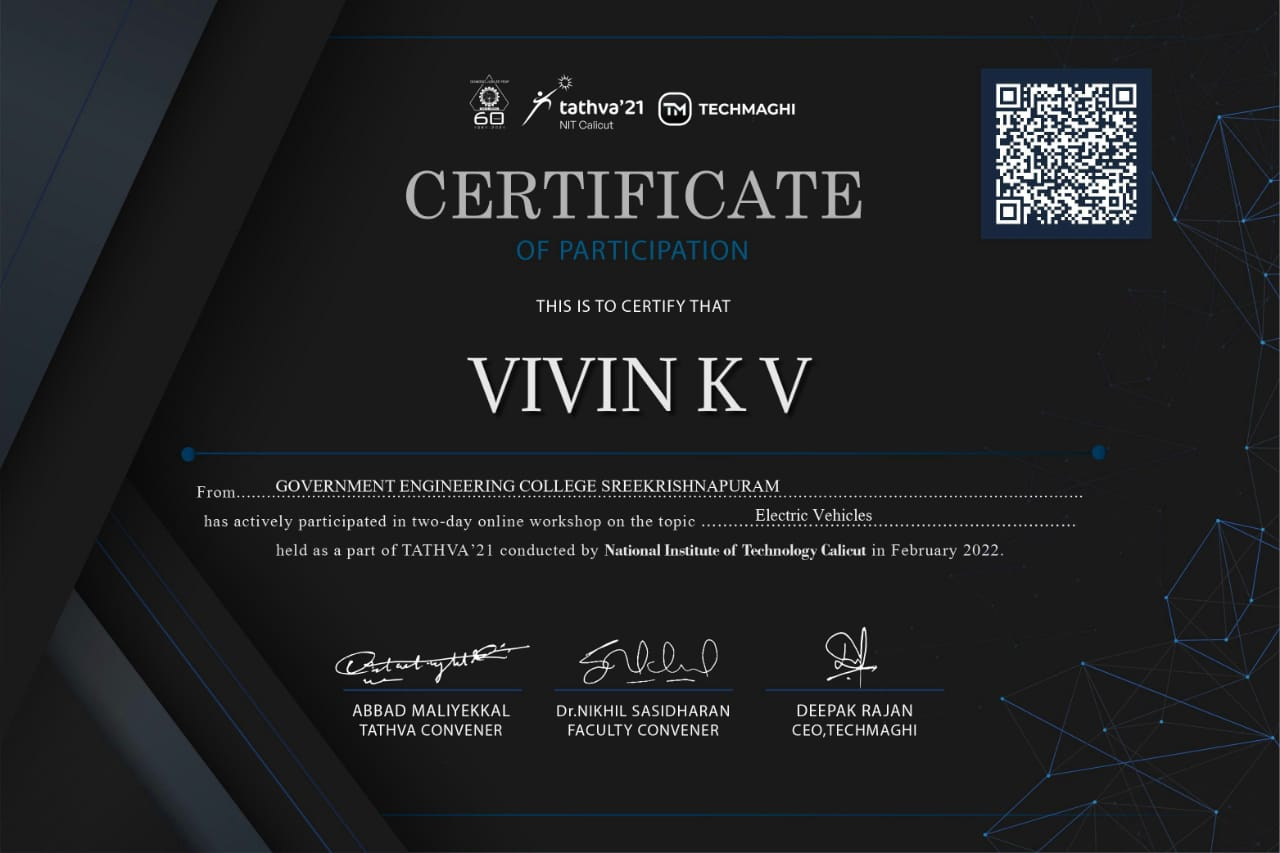 DIAMOND JUBILEE YEAR
60
1961-2021
tathva'21
NIT Calicut
TM TECHMAGHI
CERTIFICATE
OF PARTICIPATION
THIS IS TO CERTIFY THAT
VIVIN K V
From........GOVERNMENT ENGINEERING COLLEGE SREEKRISHNAPURAM........
has actively participated in two-day online workshop on the topic ..........Electric Vehicles..........
held as a part of TATHVA’21 conducted by National Institute of Technology Calicut in February 2022.
ABBAD MALIYEKKAL
TATHVA CONVENER
Dr.NIKHIL SASIDHARAN
FACULTY CONVENER
DEEPAK RAJAN
CEO,TECHMAGHI